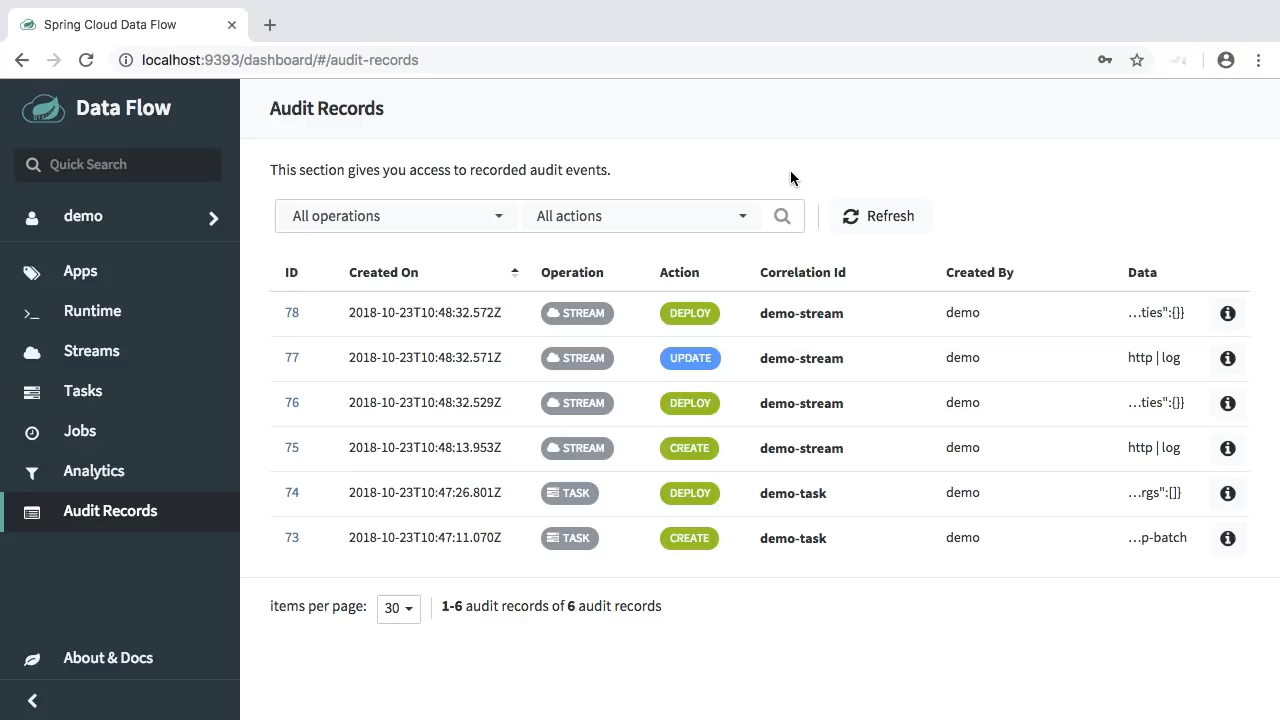 Spring Cloud Data Flow
localhost:9393/dashboard/#/audit-records
Data Flow
Quick Search
demo
Apps
Runtime
Streams
Tasks
Jobs
Analytics
Audit Records
About & Docs
Audit Records
This section gives you access to recorded audit events.
All operations All actions Refresh
ID Created On Operation Action Correlation Id Created By Data
78 2018-10-23T10:48:32.572Z STREAM DEPLOY demo-stream demo ...ties":{}}
77 2018-10-23T10:48:32.571Z STREAM UPDATE demo-stream demo http | log
76 2018-10-23T10:48:32.529Z STREAM DEPLOY demo-stream demo ...ties":{}}
75 2018-10-23T10:48:13.953Z STREAM CREATE demo-stream demo http | log
74 2018-10-23T10:47:26.801Z TASK DEPLOY demo-task demo ...rgs":[]}
73 2018-10-23T10:47:11.070Z TASK CREATE demo-task demo ...p-batch
items per page: 30 1-6 audit records of 6 audit records